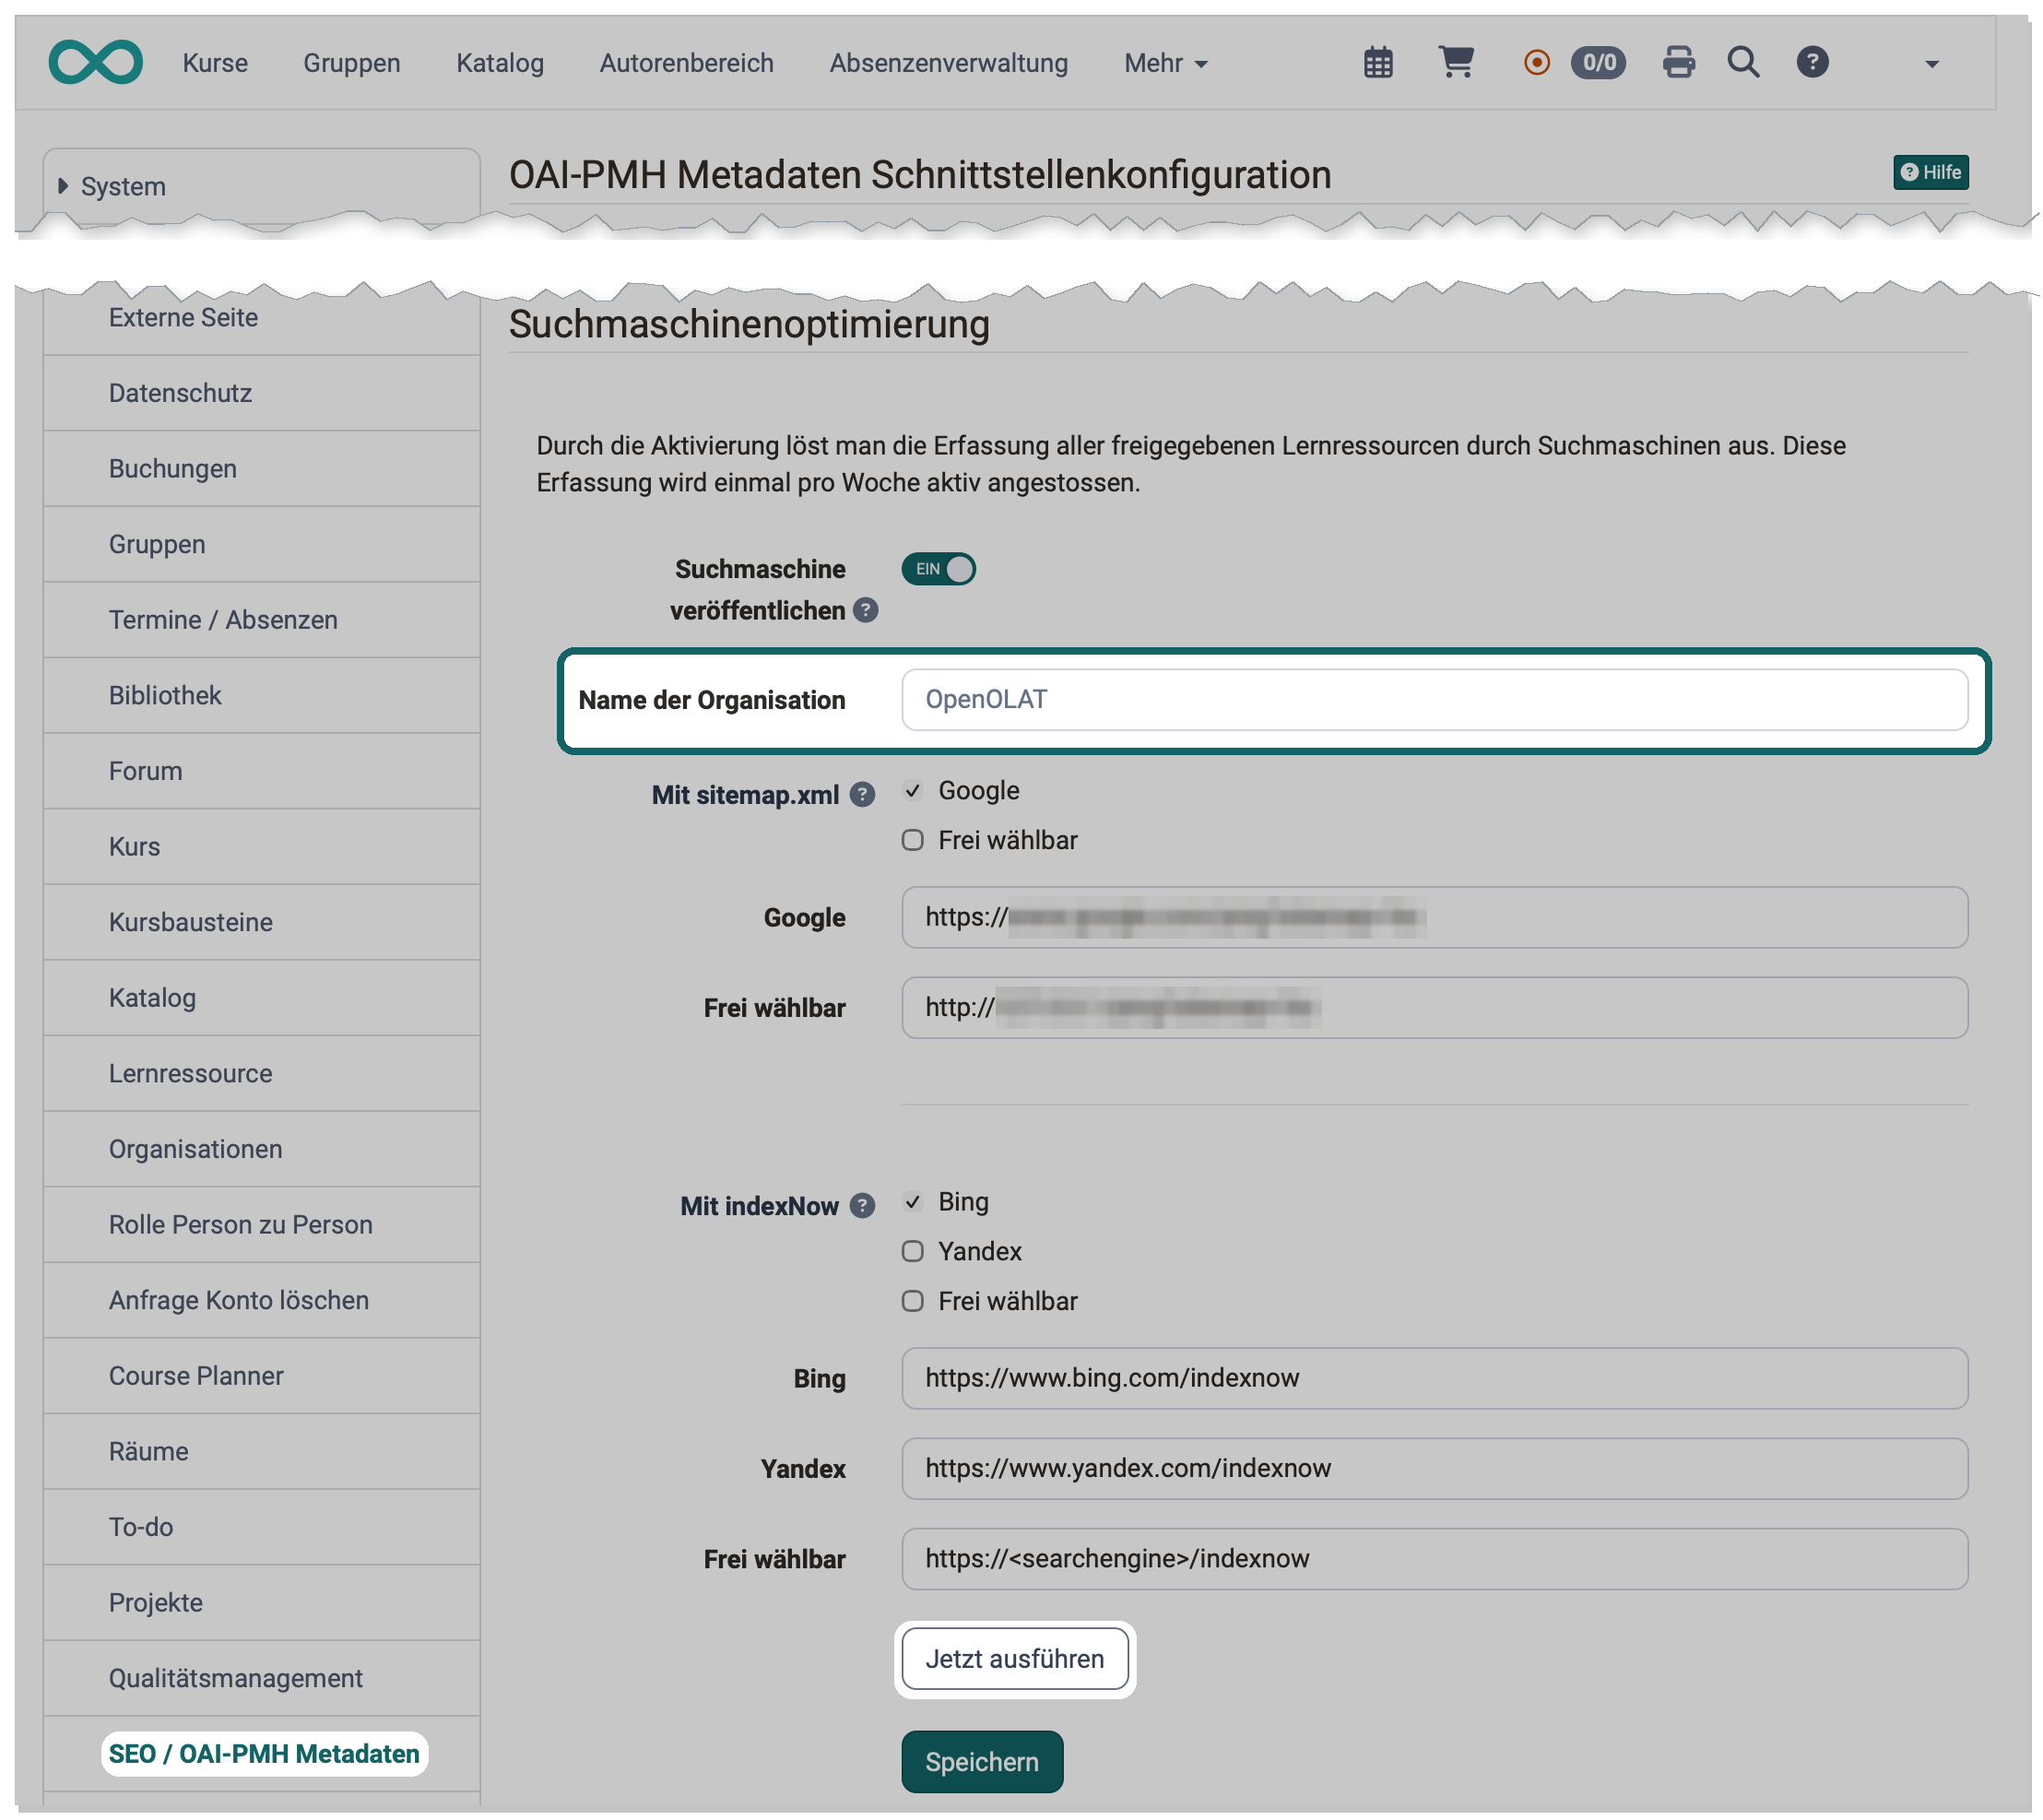 Kurse Gruppen Katalog Autorenbereich Absenzenverwaltung Mehr 0/0 ?
System
OAI-PMH Metadaten Schnittstellenkonfiguration
? Hilfe
Externe Seite
Datenschutz
Buchungen
Gruppen
Termine / Absenzen
Bibliothek
Forum
Kurs
Kursbausteine
Katalog
Lernressource
Organisationen
Rolle Person zu Person
Anfrage Konto löschen
Course Planner
Räume
To-do
Projekte
Qualitätsmanagement
SEO / OAI-PMH Metadaten
Suchmaschinenoptimierung
Durch die Aktivierung löst man die Erfassung aller freigegebenen Lernressourcen durch Suchmaschinen aus. Diese
Erfassung wird einmal pro Woche aktiv angestossen.
Suchmaschine
veröffentlichen ?
EIN
Name der Organisation OpenOLAT
Mit sitemap.xml ? Google
Frei wählbar
Google https://
Frei wählbar http://
Mit indexNow ? Bing
Yandex
Frei wählbar
Bing https://www.bing.com/indexnow
Yandex https://www.yandex.com/indexnow
Frei wählbar https://<searchengine>/indexnow
Jetzt ausführen
Speichern